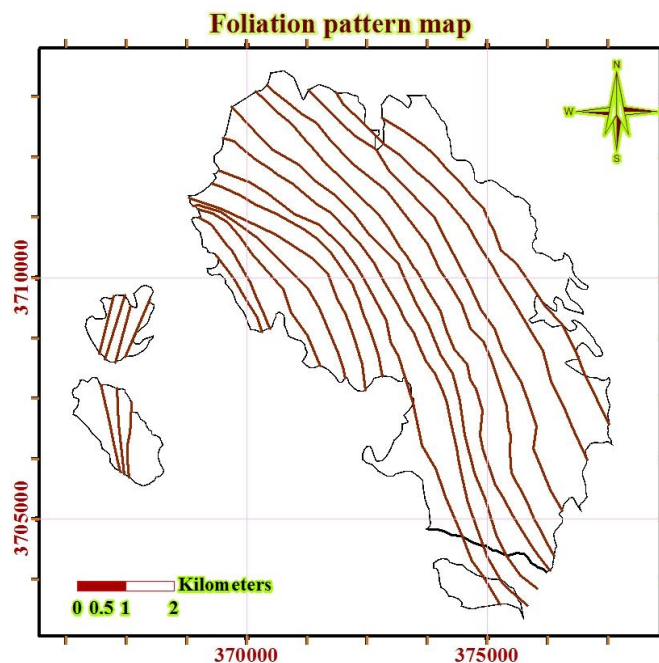 Foliation pattern map
N
W
S
3710000
3705000
Kilometers
0 0.5 1 2
370000 375000